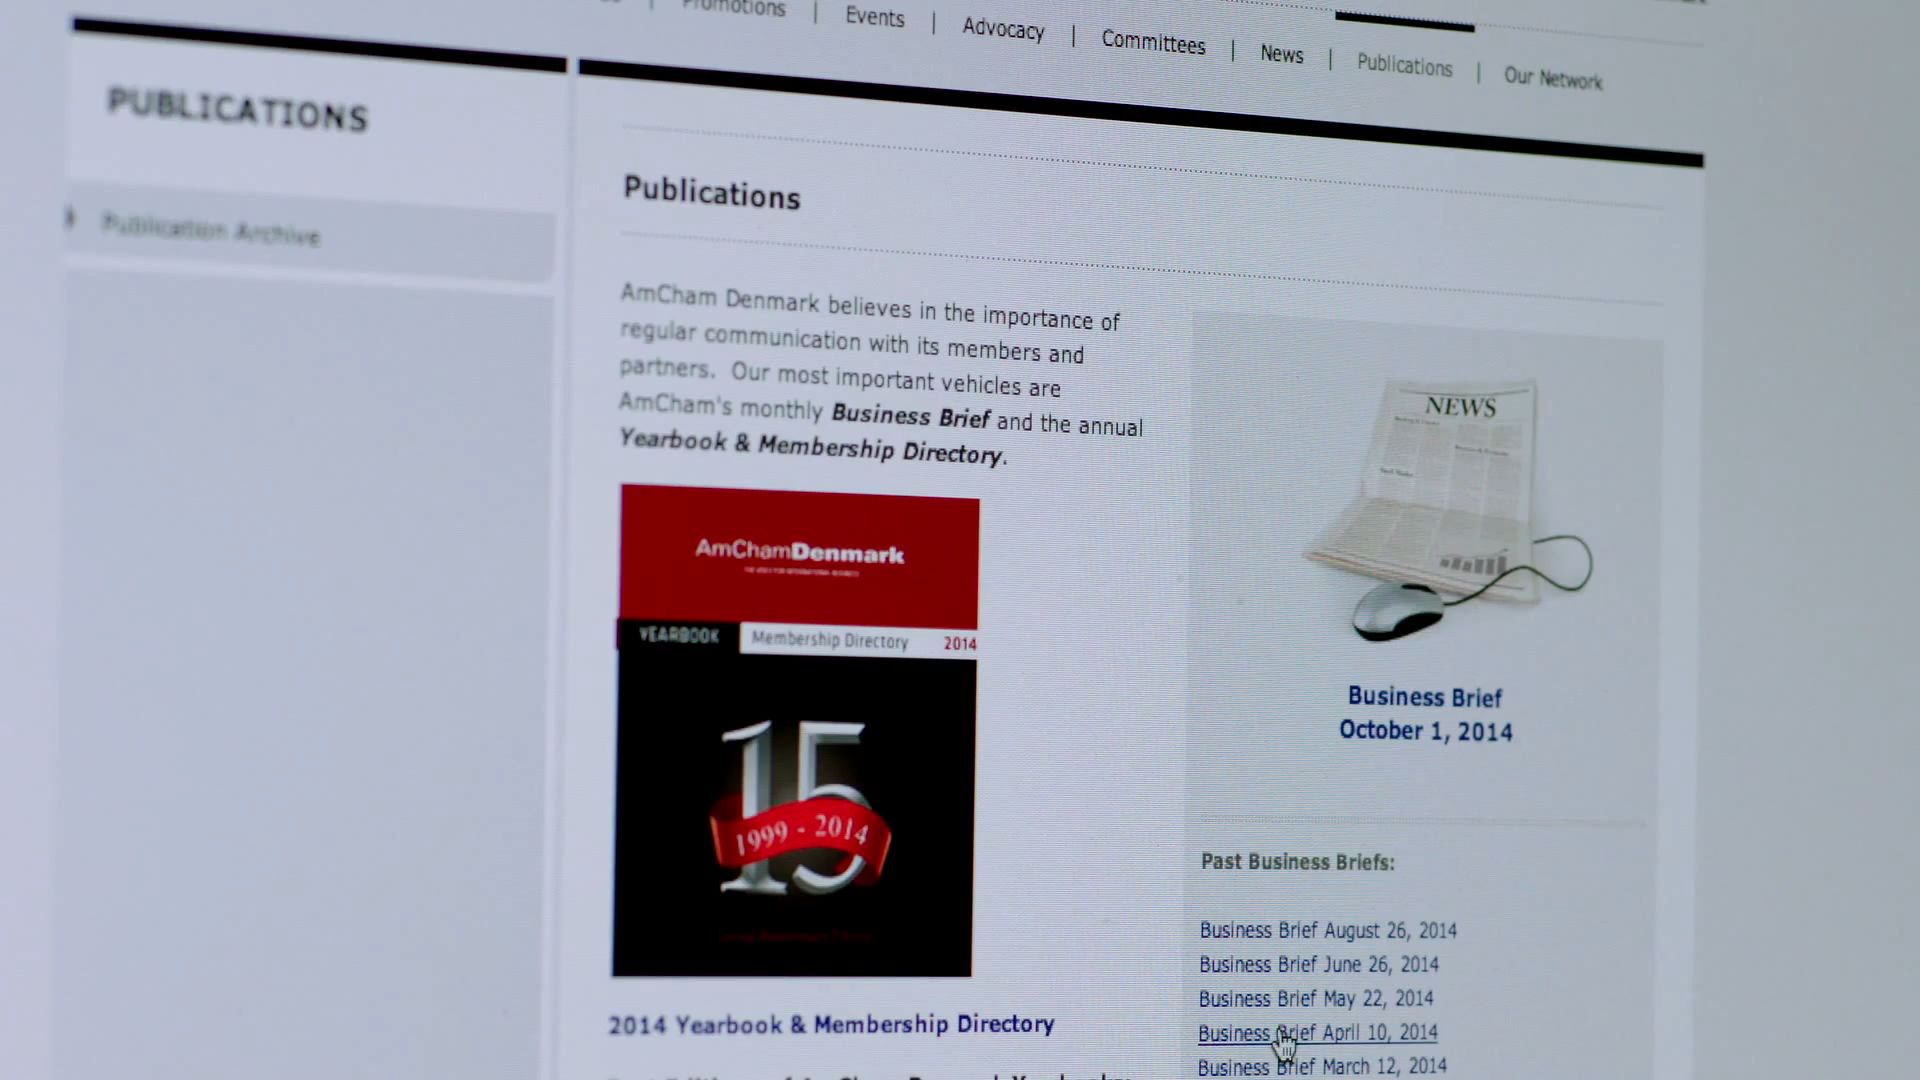 Promotions | Events | Advocacy | Committees | News | Publications | Our Network
PUBLICATIONS
Publication Archive
Publications
AmCham Denmark believes in the importance of
regular communication with its members and
partners. Our most important vehicles are
AmCham's monthly Business Brief and the annual
Yearbook & Membership Directory.
AmChamDenmark
YEARBOOK Membership Directory 2014
15
1999 - 2014
2014 Yearbook & Membership Directory
NEWS
Business Brief
October 1, 2014
Past Business Briefs:
Business Brief August 26, 2014
Business Brief June 26, 2014
Business Brief May 22, 2014
Business Brief April 10, 2014
Business Brief March 12, 2014